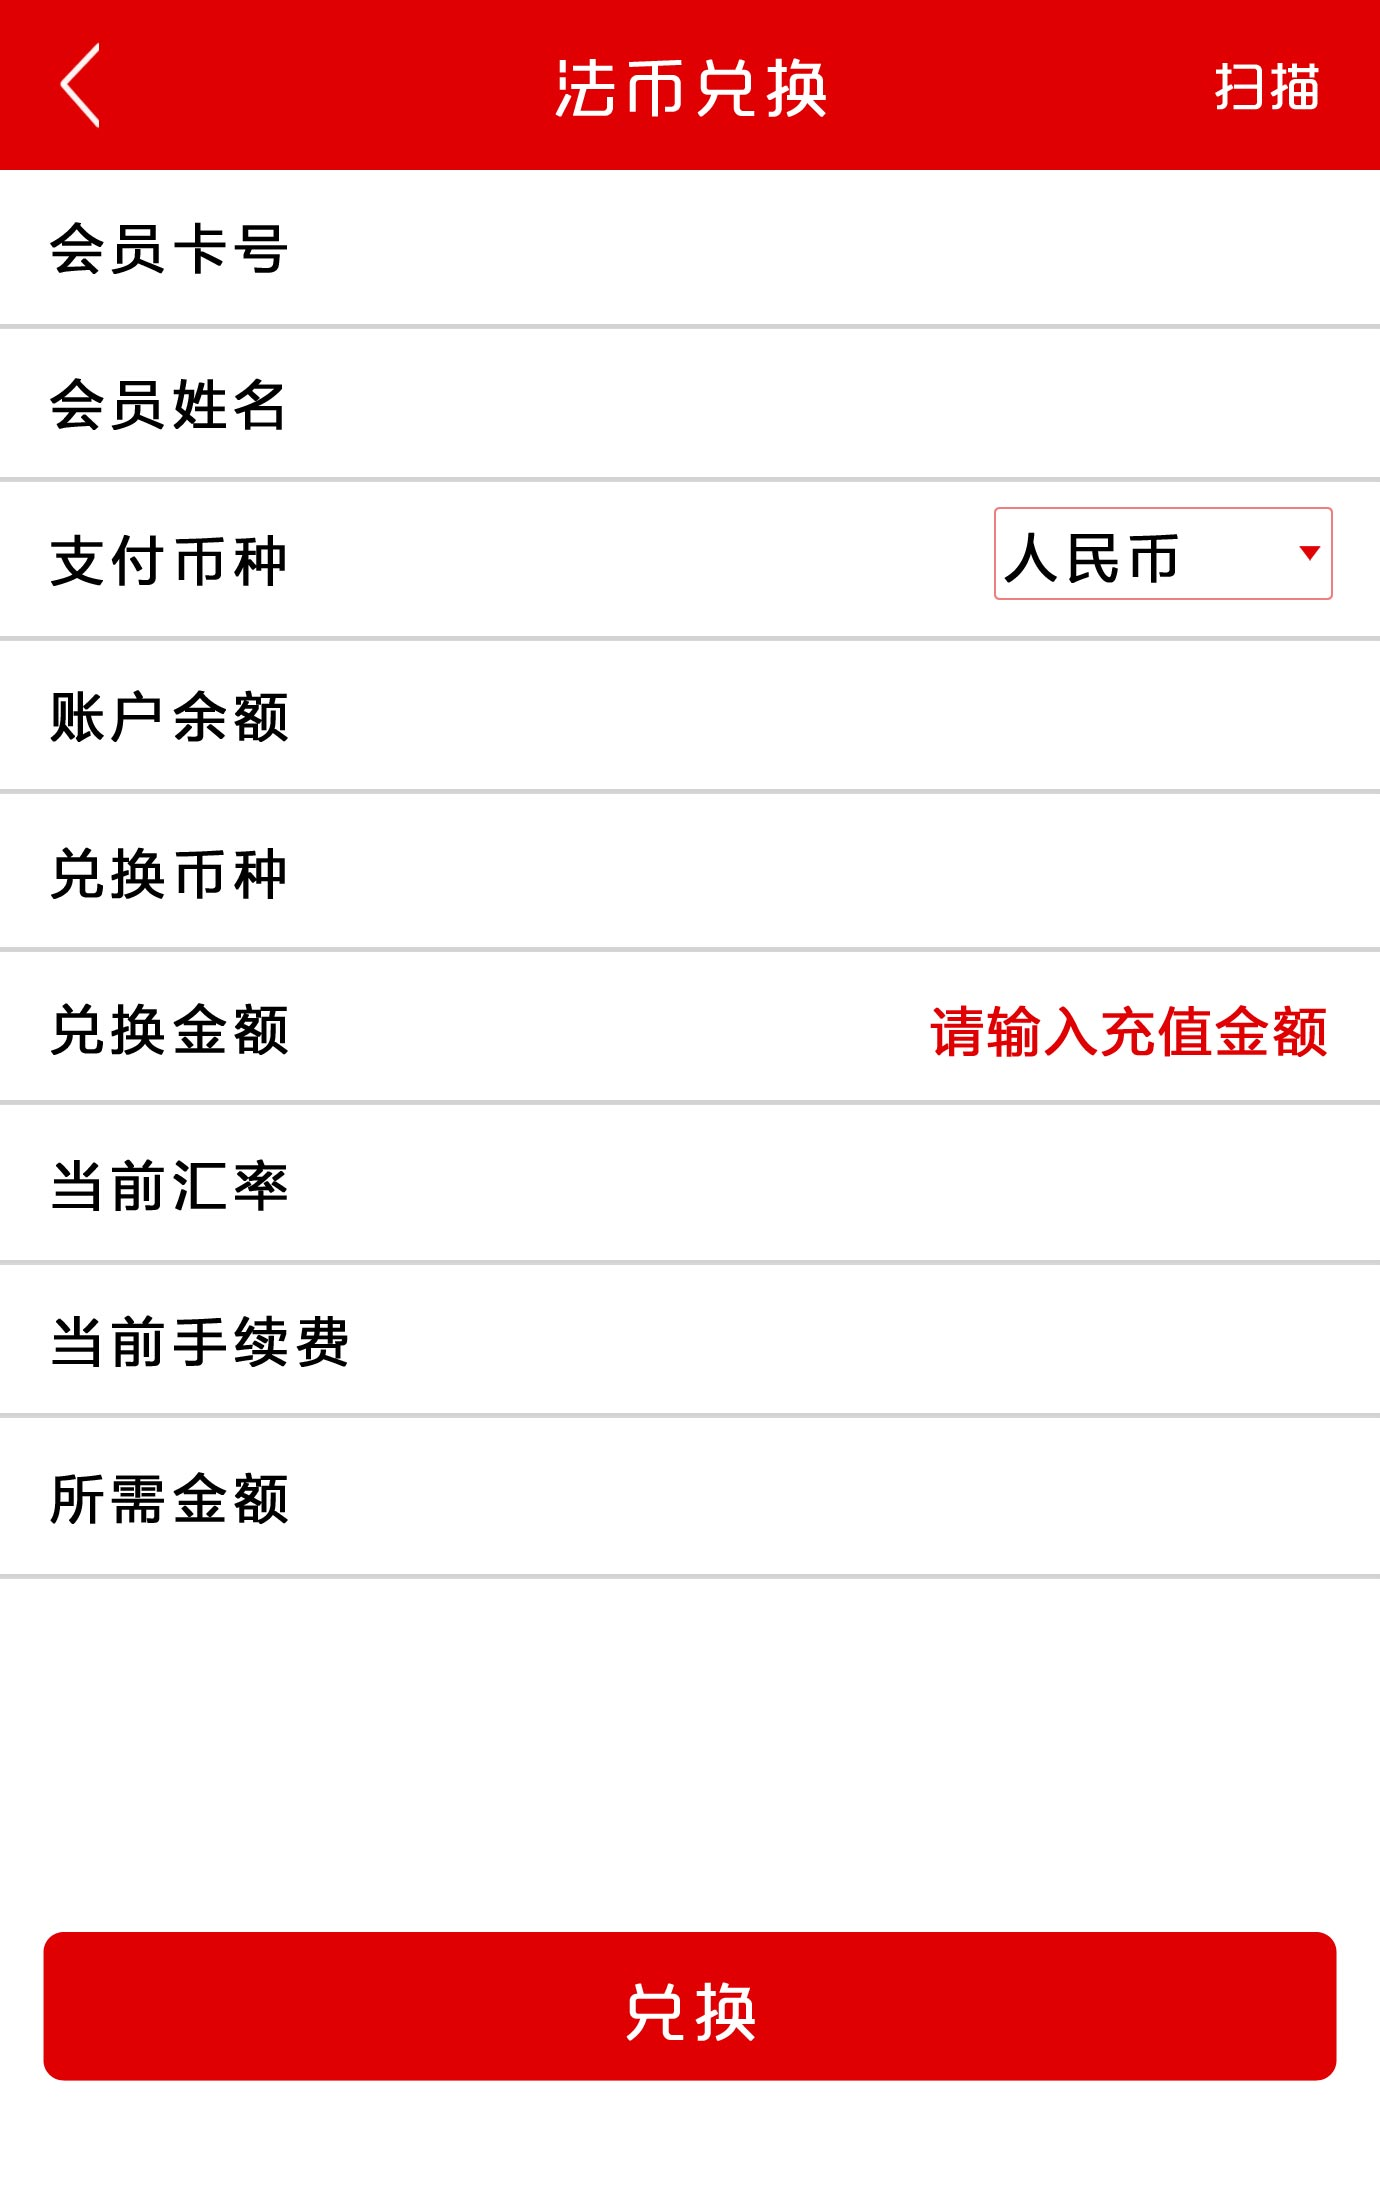 法币兑换
扫描
会员卡号
会员姓名
支付币种
人民币
账户余额
兑换币种
兑换金额
请输入充值金额
当前汇率
当前手续费
所需金额
兑换